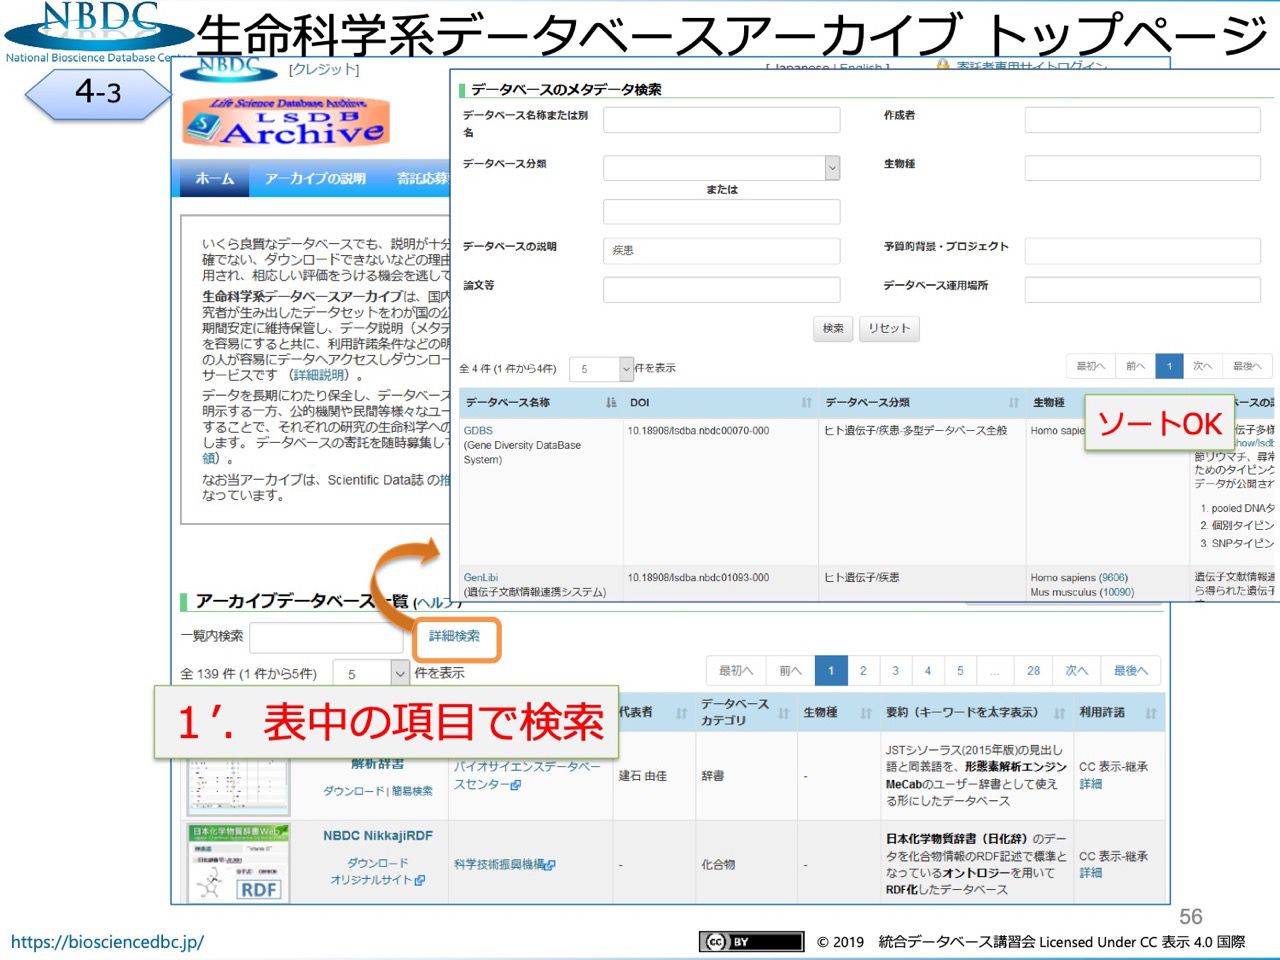 NBDC
National Bioscience Database
生命科学系データベースアーカイブ トップページ
4-3
NBDC
[クレジット]
[ Japanese | English ]
寄託者専用サイトログイン
Life Science Database Archive
LSDB
Archive
ホーム
アーカイブの説明
寄託応募
いくら良質なデータベースでも、説明が十分
確でない、ダウンロードできないなどの理由
用され、相応しい評価をうける機会を逃して
生命科学系データベースアーカイブは、国内
究者が生み出したデータセットをわが国の公
期間安定に維持保管し、データ説明（メタデ
を容易にすると共に、利用許諾条件などの明
の人が容易にデータへアクセスしダウンロー
サービスです （詳細説明）。
データを長期にわたり保全し、データベース
明示する一方、公的機関や民間等様々なユー
することで、それぞれの研究の生命科学への
します。 データベースの寄託を随時募集して
領）。
なお当アーカイブは、Scientific Data誌 の推
なっています。
データベースのメタデータ検索
データベース名称または別
名
作成者
データベース分類
生物種
または
データベースの説明
疾患
予算的背景・プロジェクト
論文等
データベース運用場所
検索
リセット
全 4 件 (1 件から4件)
5
件を表示
最初へ
前へ
1
次へ
最後へ
データベース名称
DOI
データベース分類
生物種
ースの説
ソートOK
GDBS
(Gene Diversity DataBase
System)
10.18908/lsdba.nbdc00070-000
ヒト遺伝子/疾患-多型データベース全般
Homo sapie
伝子多様
show/lsdb
節リウマチ、尋常
ためのタイピング
データが公開され
1. pooled DNAタ
2. 個別タイピン
3 SNPタイピン
GenLibi
(遺伝子文献情報連携システム)
10.18908/lsdba.nbdc01093-000
ヒト遺伝子/疾患
Homo sapiens (9606)
Mus musculus (10090)
遺伝子文献情報連
ら得られた遺伝子
アーカイブデータベース一覧 (ヘルプ)
一覧内検索
詳細検索
全 139 件 (1 件から5件)
5
件を表示
最初へ
前へ
1
2
3
4
5
...
28
次へ
最後へ
1′. 表中の項目で検索
代表者
データベース
カテゴリ
生物種
要約（キーワードを太字表示）
利用許諾
解析辞書
ダウンロード | 簡易検索
バイオサイエンスデータベー
スセンター
建石 由佳
辞書
-
JSTシソーラス(2015年版)の見出し
語と同義語を、形態素解析エンジン
MeCabのユーザー辞書として使え
る形にしたデータベース
CC 表示-継承
詳細
日本化学物質辞書Web
RDF
NBDC NikkajiRDF
ダウンロード
オリジナルサイト
科学技術振興機構
-
化合物
-
日本化学物質辞書（日化辞）のデー
タを化合物情報のRDF記述で標準と
なっているオントロジーを用いて
RDF化したデータベース
CC 表示-継承
詳細
56
https://biosciencedbc.jp/
cc BY
© 2019 統合データベース講習会 Licensed Under CC 表示 4.0 国際